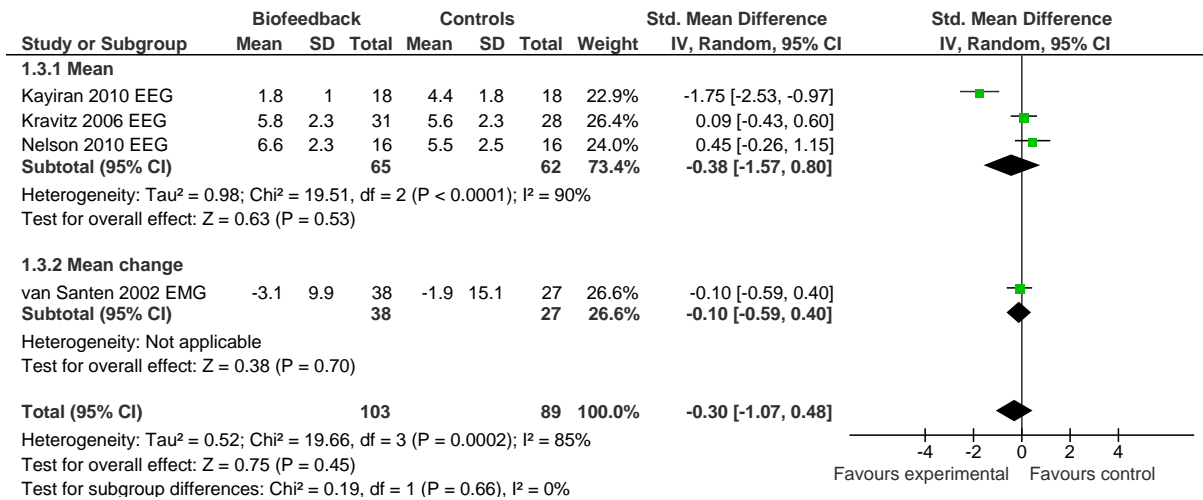 Biofeedback Controls Std. Mean Difference Std. Mean Difference
Study or Subgroup Mean SD Total Mean SD Total Weight IV, Random, 95% CI IV, Random, 95% CI
1.3.1 Mean
Kayiran 2010 EEG 1.8 1 18 4.4 1.8 18 22.9% -1.75 [-2.53, -0.97]
Kravitz 2006 EEG 5.8 2.3 31 5.6 2.3 28 26.4% 0.09 [-0.43, 0.60]
Nelson 2010 EEG 6.6 2.3 16 5.5 2.5 16 24.0% 0.45 [-0.26, 1.15]
Subtotal (95% CI) 65 62 73.4% -0.38 [-1.57, 0.80]
Heterogeneity: Tau² = 0.98; Chi² = 19.51, df = 2 (P < 0.0001); I² = 90%
Test for overall effect: Z = 0.63 (P = 0.53)
1.3.2 Mean change
van Santen 2002 EMG -3.1 9.9 38 -1.9 15.1 27 26.6% -0.10 [-0.59, 0.40]
Subtotal (95% CI) 38 27 26.6% -0.10 [-0.59, 0.40]
Heterogeneity: Not applicable
Test for overall effect: Z = 0.38 (P = 0.70)
Total (95% CI) 103 89 100.0% -0.30 [-1.07, 0.48]
Heterogeneity: Tau² = 0.52; Chi² = 19.66, df = 3 (P = 0.0002); I² = 85%
Test for overall effect: Z = 0.75 (P = 0.45)
Test for subgroup differences: Chi² = 0.19, df = 1 (P = 0.66), I² = 0%
-4 -2 0 2 4
Favours experimental Favours control